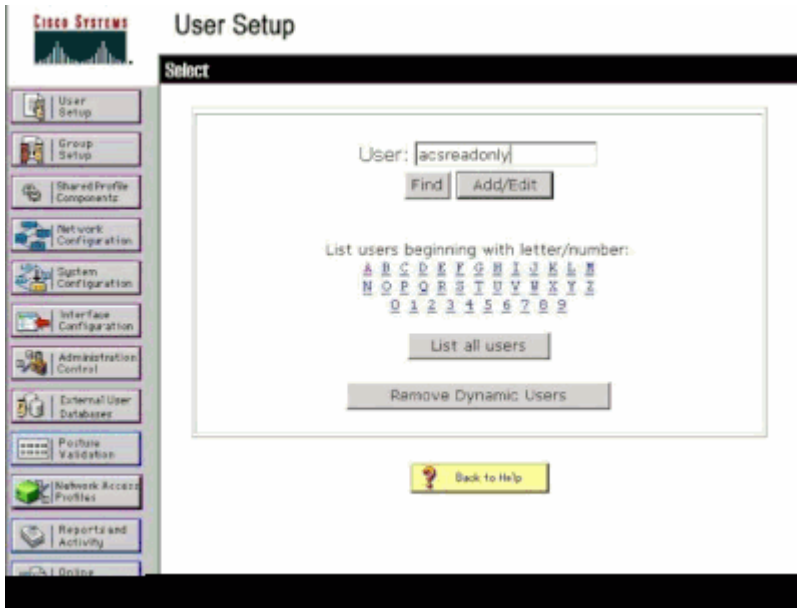 CISCO SYSTEMS
User Setup
Select
User Setup
Group Setup
Shared Profile Components
Network Configuration
System Configuration
Interface Configuration
Administration Control
External User Databases
Posture Validation
Network Access Profiles
Reports and Activity
Online
User: acsreadonly
Find Add/Edit
List users beginning with letter/number:
A B C D E F G H I J K L M
N O P Q R S T U V W X Y Z
0 1 2 3 4 5 6 7 8 9
List all users
Remove Dynamic Users
Back to Help